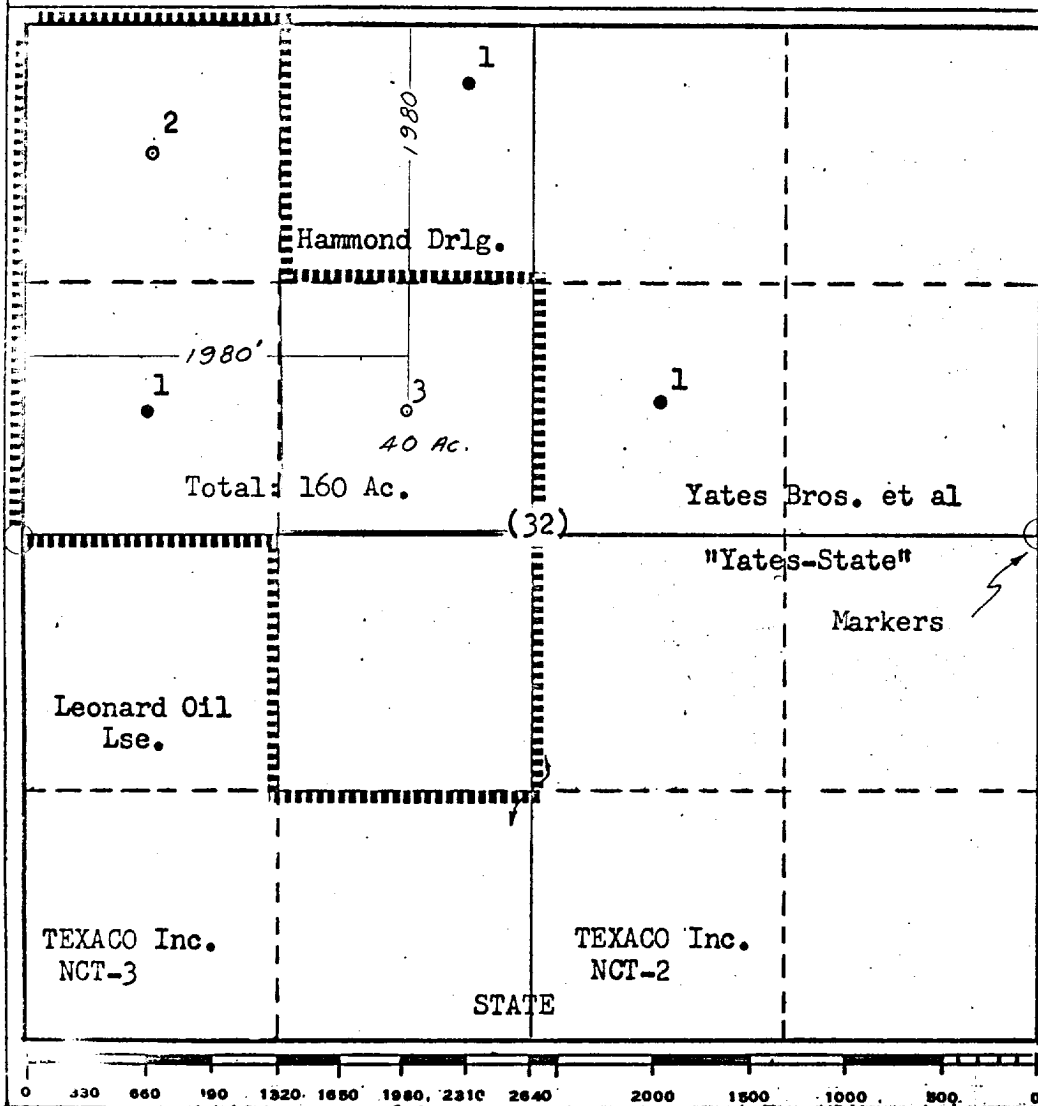 1
1980'
2
Hammond Drlg.
1980'
1
3
1
40 Ac.
Total: 160 Ac.
Yates Bros. et al
(32)
"Yates-State"
Markers
Leonard Oil
Lse.
TEXACO Inc.
NCT-3
TEXACO Inc.
NCT-2
STATE
0 330 660 990 1320 1650 1980 2310 2640 2000 1500 500 0